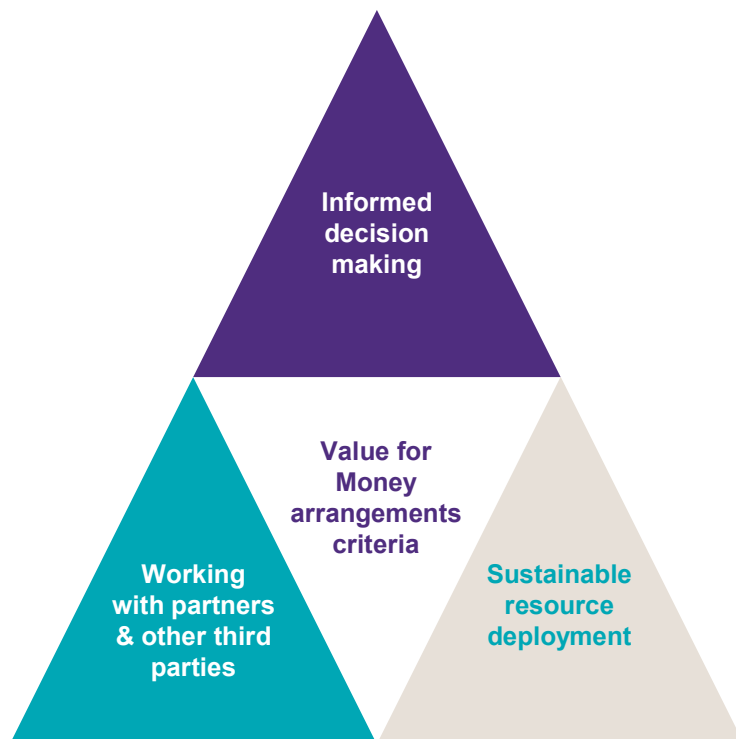 Informed
decision
making
Value for
Money
arrangements
criteria
Working
with partners
& other third
parties
Sustainable
resource
deployment